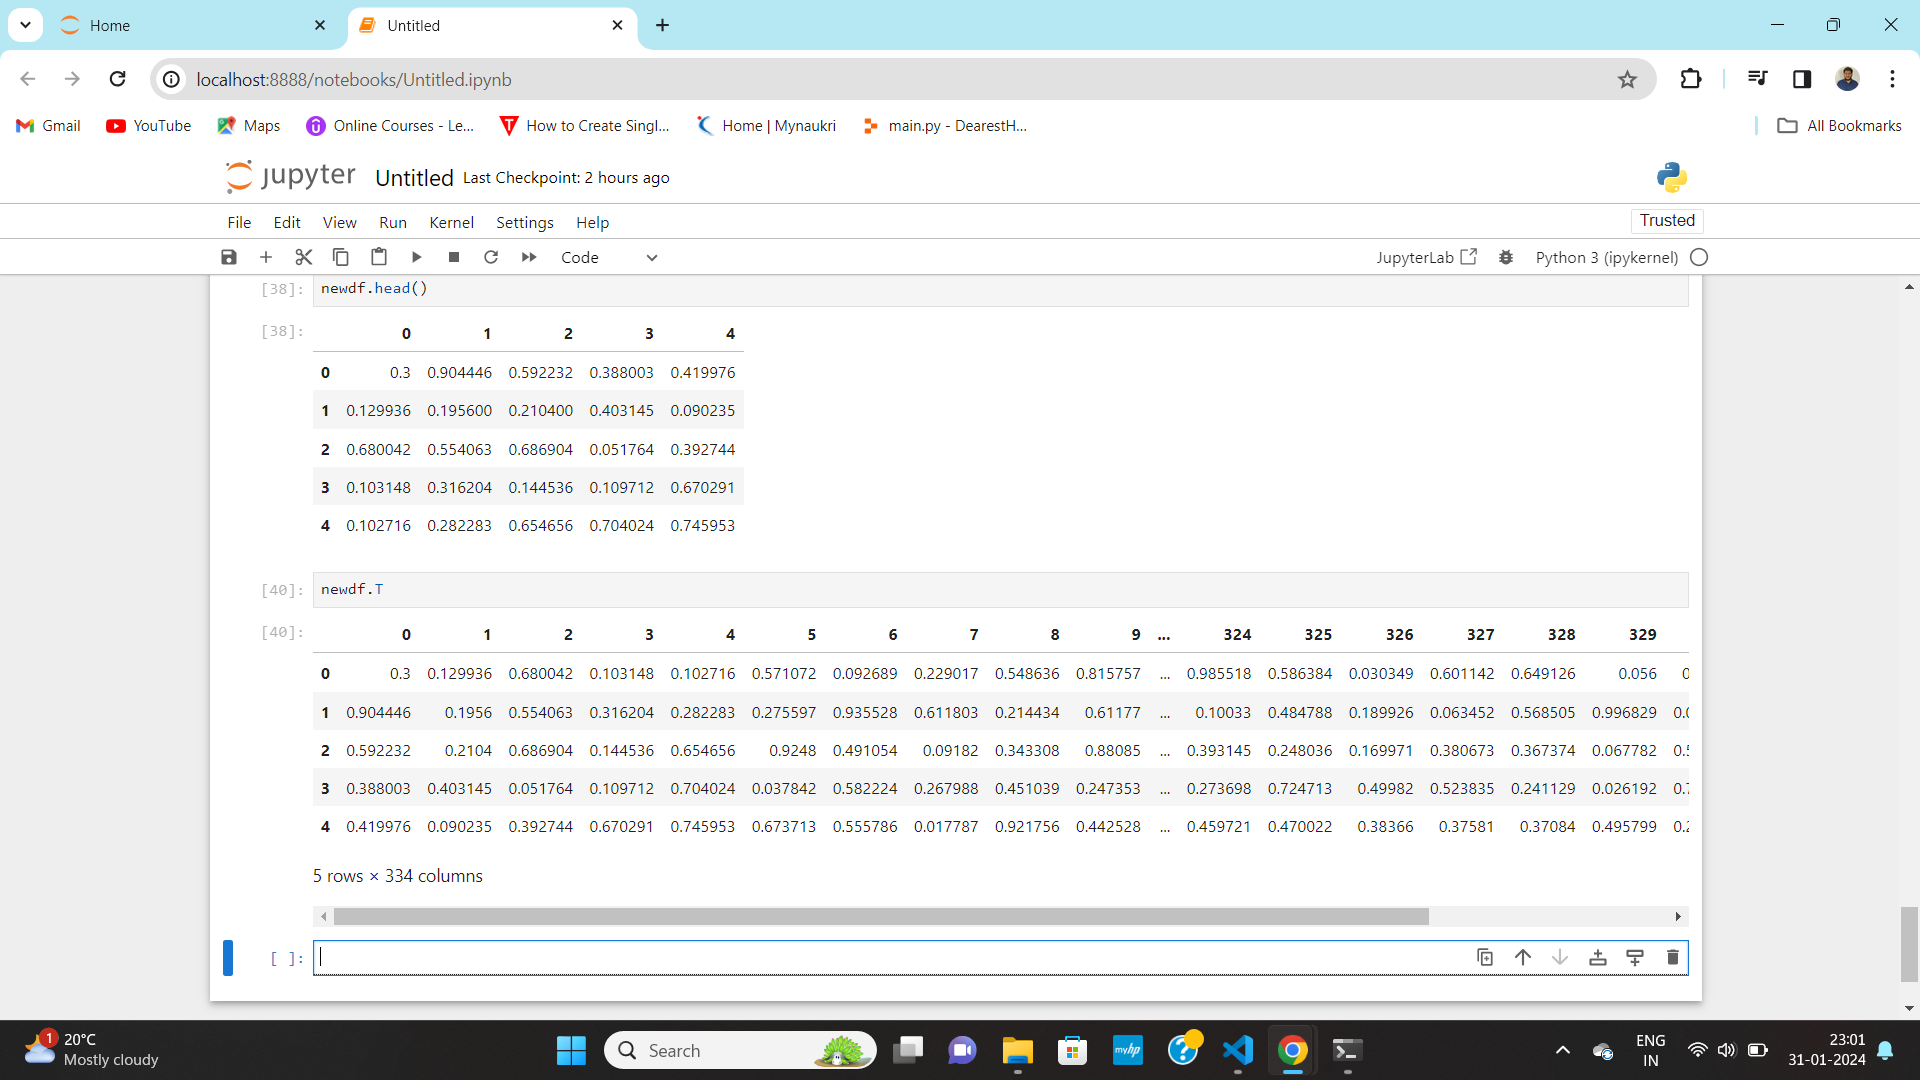 Home
Untitled
localhost:8888/notebooks/Untitled.ipynb
Gmail YouTube Maps Online Courses - Le... How to Create Singl... Home | Mynaukri main.py - DearestH... All Bookmarks
jupyter Untitled Last Checkpoint: 2 hours ago
File Edit View Run Kernel Settings Help Trusted
Code JupyterLab Python 3 (ipykernel)
[38]: newdf.head()
[38]: 0 1 2 3 4
0 0.3 0.904446 0.592232 0.388003 0.419976
1 0.129936 0.195600 0.210400 0.403145 0.090235
2 0.680042 0.554063 0.686904 0.051764 0.392744
3 0.103148 0.316204 0.144536 0.109712 0.670291
4 0.102716 0.282283 0.654656 0.704024 0.745953
[40]: newdf.T
[40]: 0 1 2 3 4 5 6 7 8 9 ... 324 325 326 327 328 329
0 0.3 0.129936 0.680042 0.103148 0.102716 0.571072 0.092689 0.229017 0.548636 0.815757 ... 0.985518 0.586384 0.030349 0.601142 0.649126 0.056
1 0.904446 0.1956 0.554063 0.316204 0.282283 0.275597 0.935528 0.611803 0.214434 0.61177 ... 0.10033 0.484788 0.189926 0.063452 0.568505 0.996829
2 0.592232 0.2104 0.686904 0.144536 0.654656 0.9248 0.491054 0.09182 0.343308 0.88085 ... 0.393145 0.248036 0.169971 0.380673 0.367374 0.067782
3 0.388003 0.403145 0.051764 0.109712 0.704024 0.037842 0.582224 0.267988 0.451039 0.247353 ... 0.273698 0.724713 0.49982 0.523835 0.241129 0.026192
4 0.419976 0.090235 0.392744 0.670291 0.745953 0.673713 0.555786 0.017787 0.921756 0.442528 ... 0.459721 0.470022 0.38366 0.37581 0.37084 0.495799
5 rows × 334 columns
[ ]:
1
20°C
Mostly cloudy
Search
myhp
ENG
IN
23:01
31-01-2024